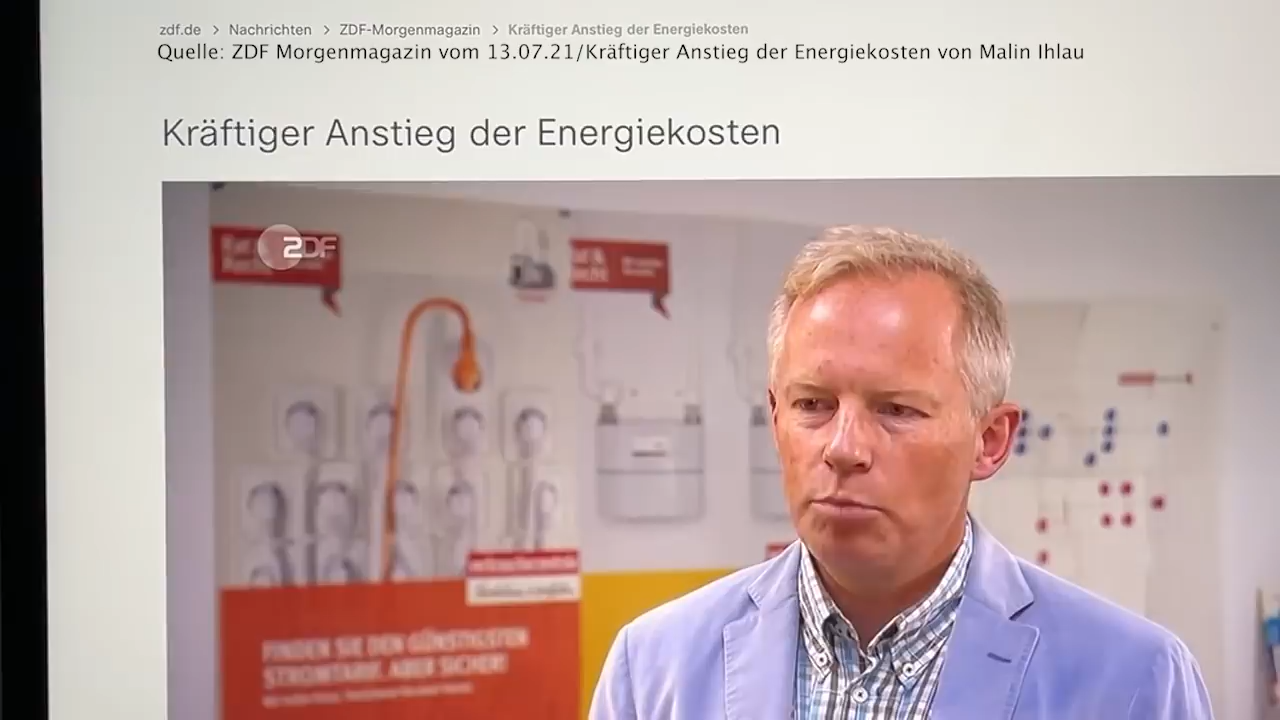 zdf.de > Nachrichten > ZDF-Morgenmagazin > Kräftiger Anstieg der Energiekosten
Quelle: ZDF Morgenmagazin vom 13.07.21/Kräftiger Anstieg der Energiekosten von Malin Ihlau
Kräftiger Anstieg der Energiekosten
ZDF
FINDEN SIE DEN GÜNSTIGSTEN
STROMTARIF. ABER SICHER!